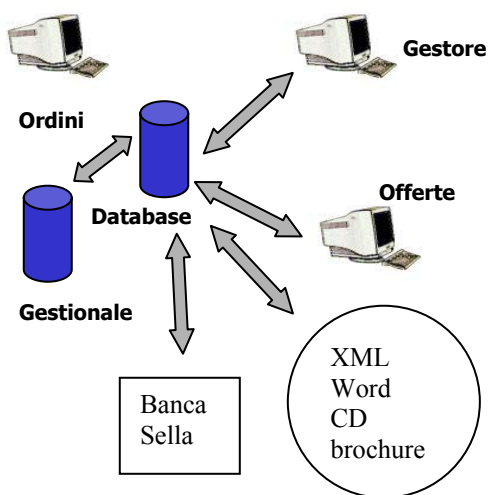 Gestore
Ordini
Offerte
Database
Gestionale
XML
Word
CD
brochure
Banca
Sella